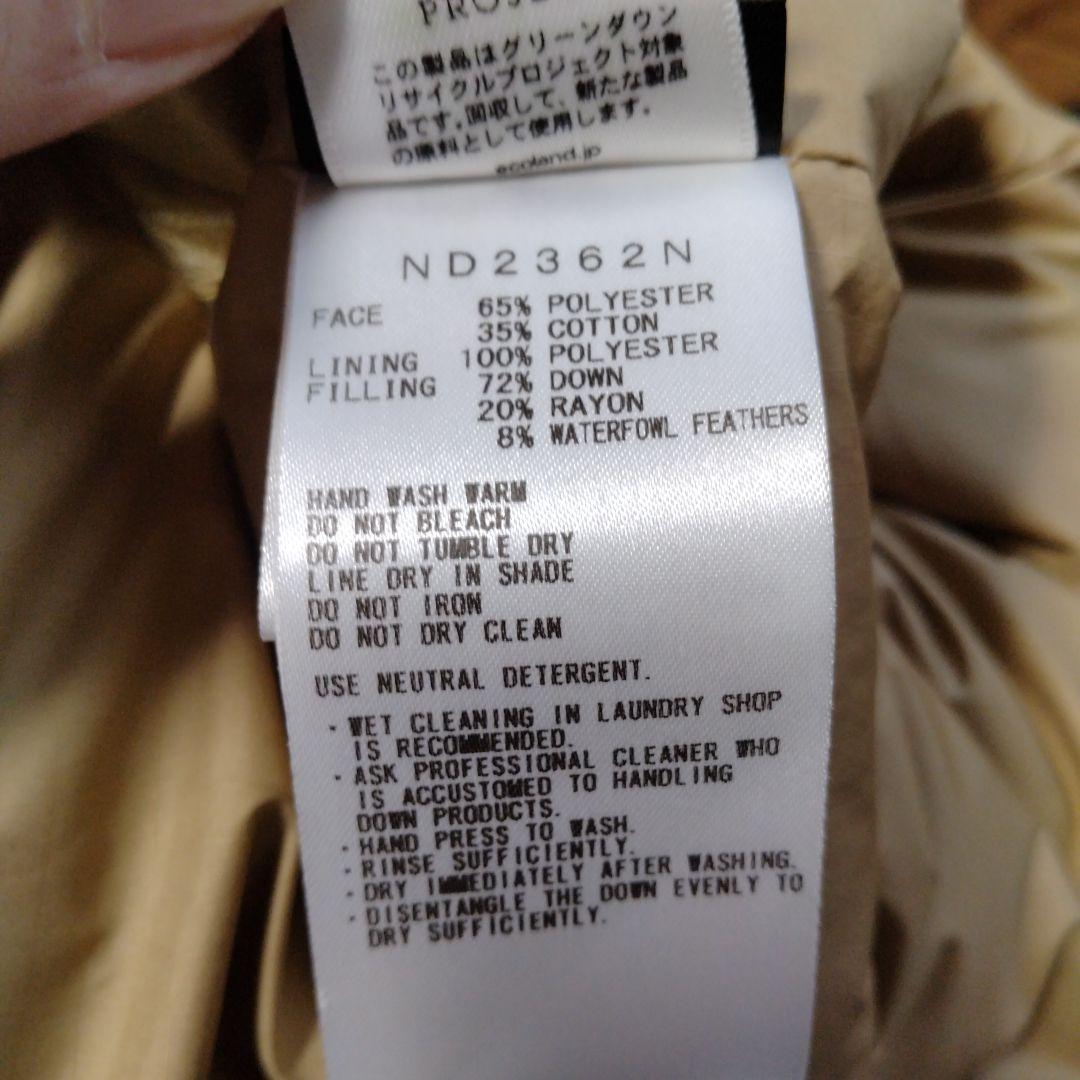 この製品はグリーンダウン
リサイクルプロジェクト対象
品です。回収して、新たな製品
の原料として使用します。
ecoland.jp
ND2362N
FACE 65% POLYESTER
35% COTTON
LINING 100% POLYESTER
FILLING 72% DOWN
20% RAYON
8% WATERFOWL FEATHERS
HAND WASH WARM
DO NOT BLEACH
DO NOT TUMBLE DRY
LINE DRY IN SHADE
DO NOT IRON
DO NOT DRY CLEAN
USE NEUTRAL DETERGENT.
・WET CLEANING IN LAUNDRY SHOP
IS RECOMMENDED.
・ASK PROFESSIONAL CLEANER WHO
IS ACCUSTOMED TO HANDLING
DOWN PRODUCTS.
・HAND PRESS TO WASH.
・RINSE SUFFICIENTLY.
・DRY IMMEDIATELY AFTER WASHING.
・DISENTANGLE THE DOWN EVENLY TO
DRY SUFFICIENTLY.